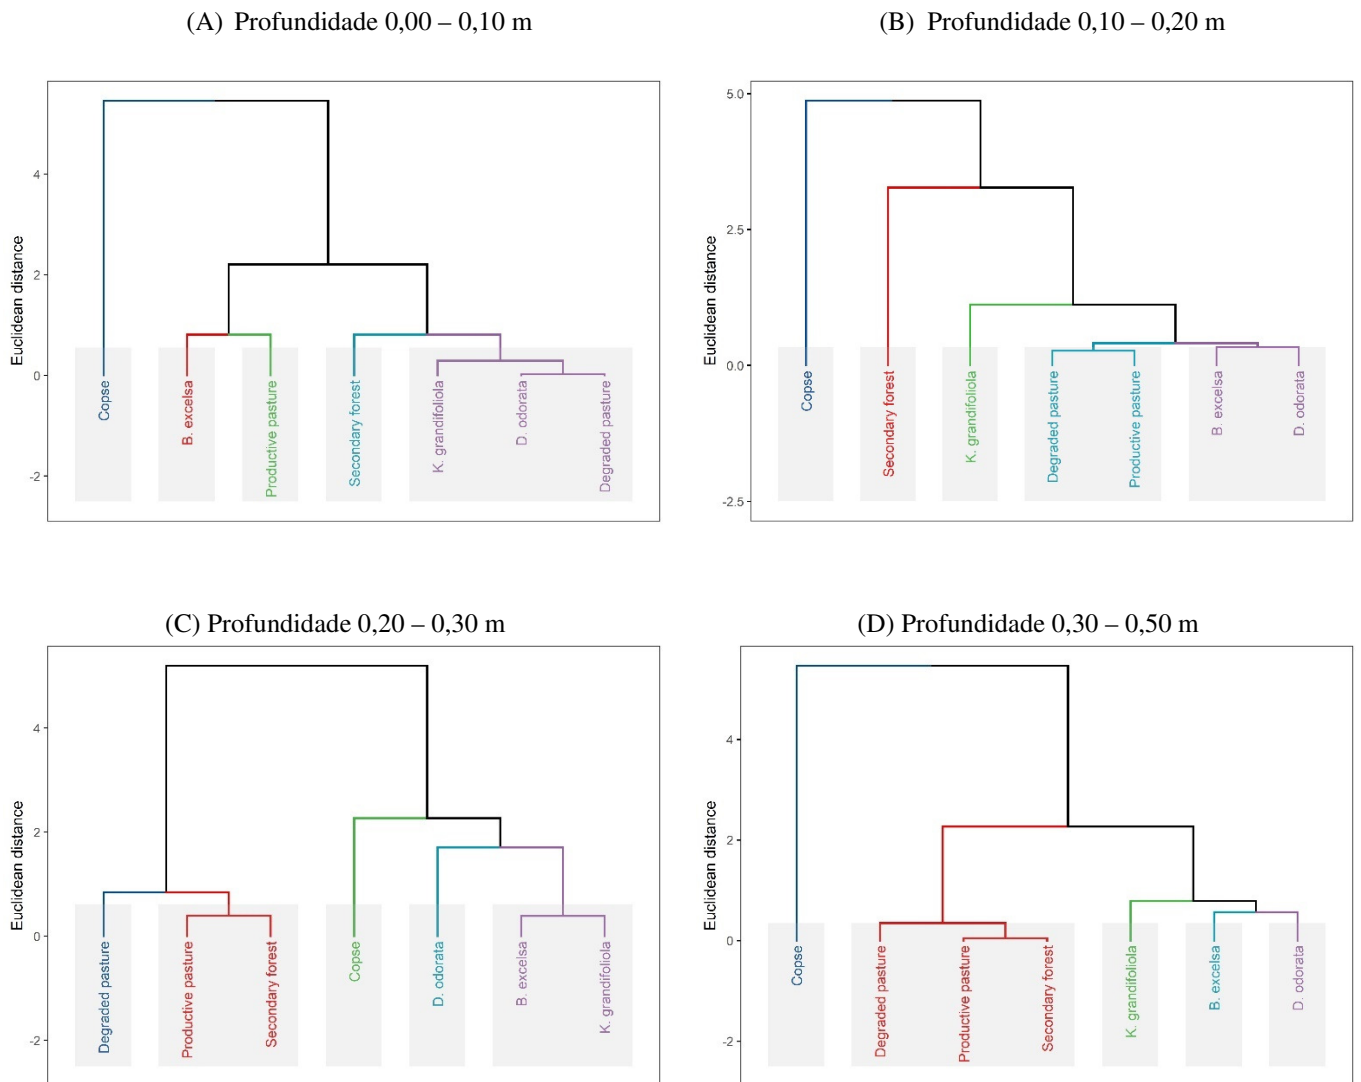 (A) Profundidade 0,00 – 0,10 m
Euclidean distance
4
2
0
-2
Copse
B. excelsa
Productive pasture
Secondary forest
K. grandifoliola
D. odorata
Degraded pasture
(B) Profundidade 0,10 – 0,20 m
Euclidean distance
5.0
2.5
0.0
-2.5
Copse
Secondary forest
K. grandifoliola
Degraded pasture
Productive pasture
B. excelsa
D. odorata
(C) Profundidade 0,20 – 0,30 m
Euclidean distance
4
2
0
-2
Degraded pasture
Productive pasture
Secondary forest
Copse
D. odorata
B. excelsa
K. grandifoliola
(D) Profundidade 0,30 – 0,50 m
Euclidean distance
4
2
0
-2
Copse
Degraded pasture
Productive pasture
Secondary forest
K. grandifoliola
B. excelsa
D. odorata